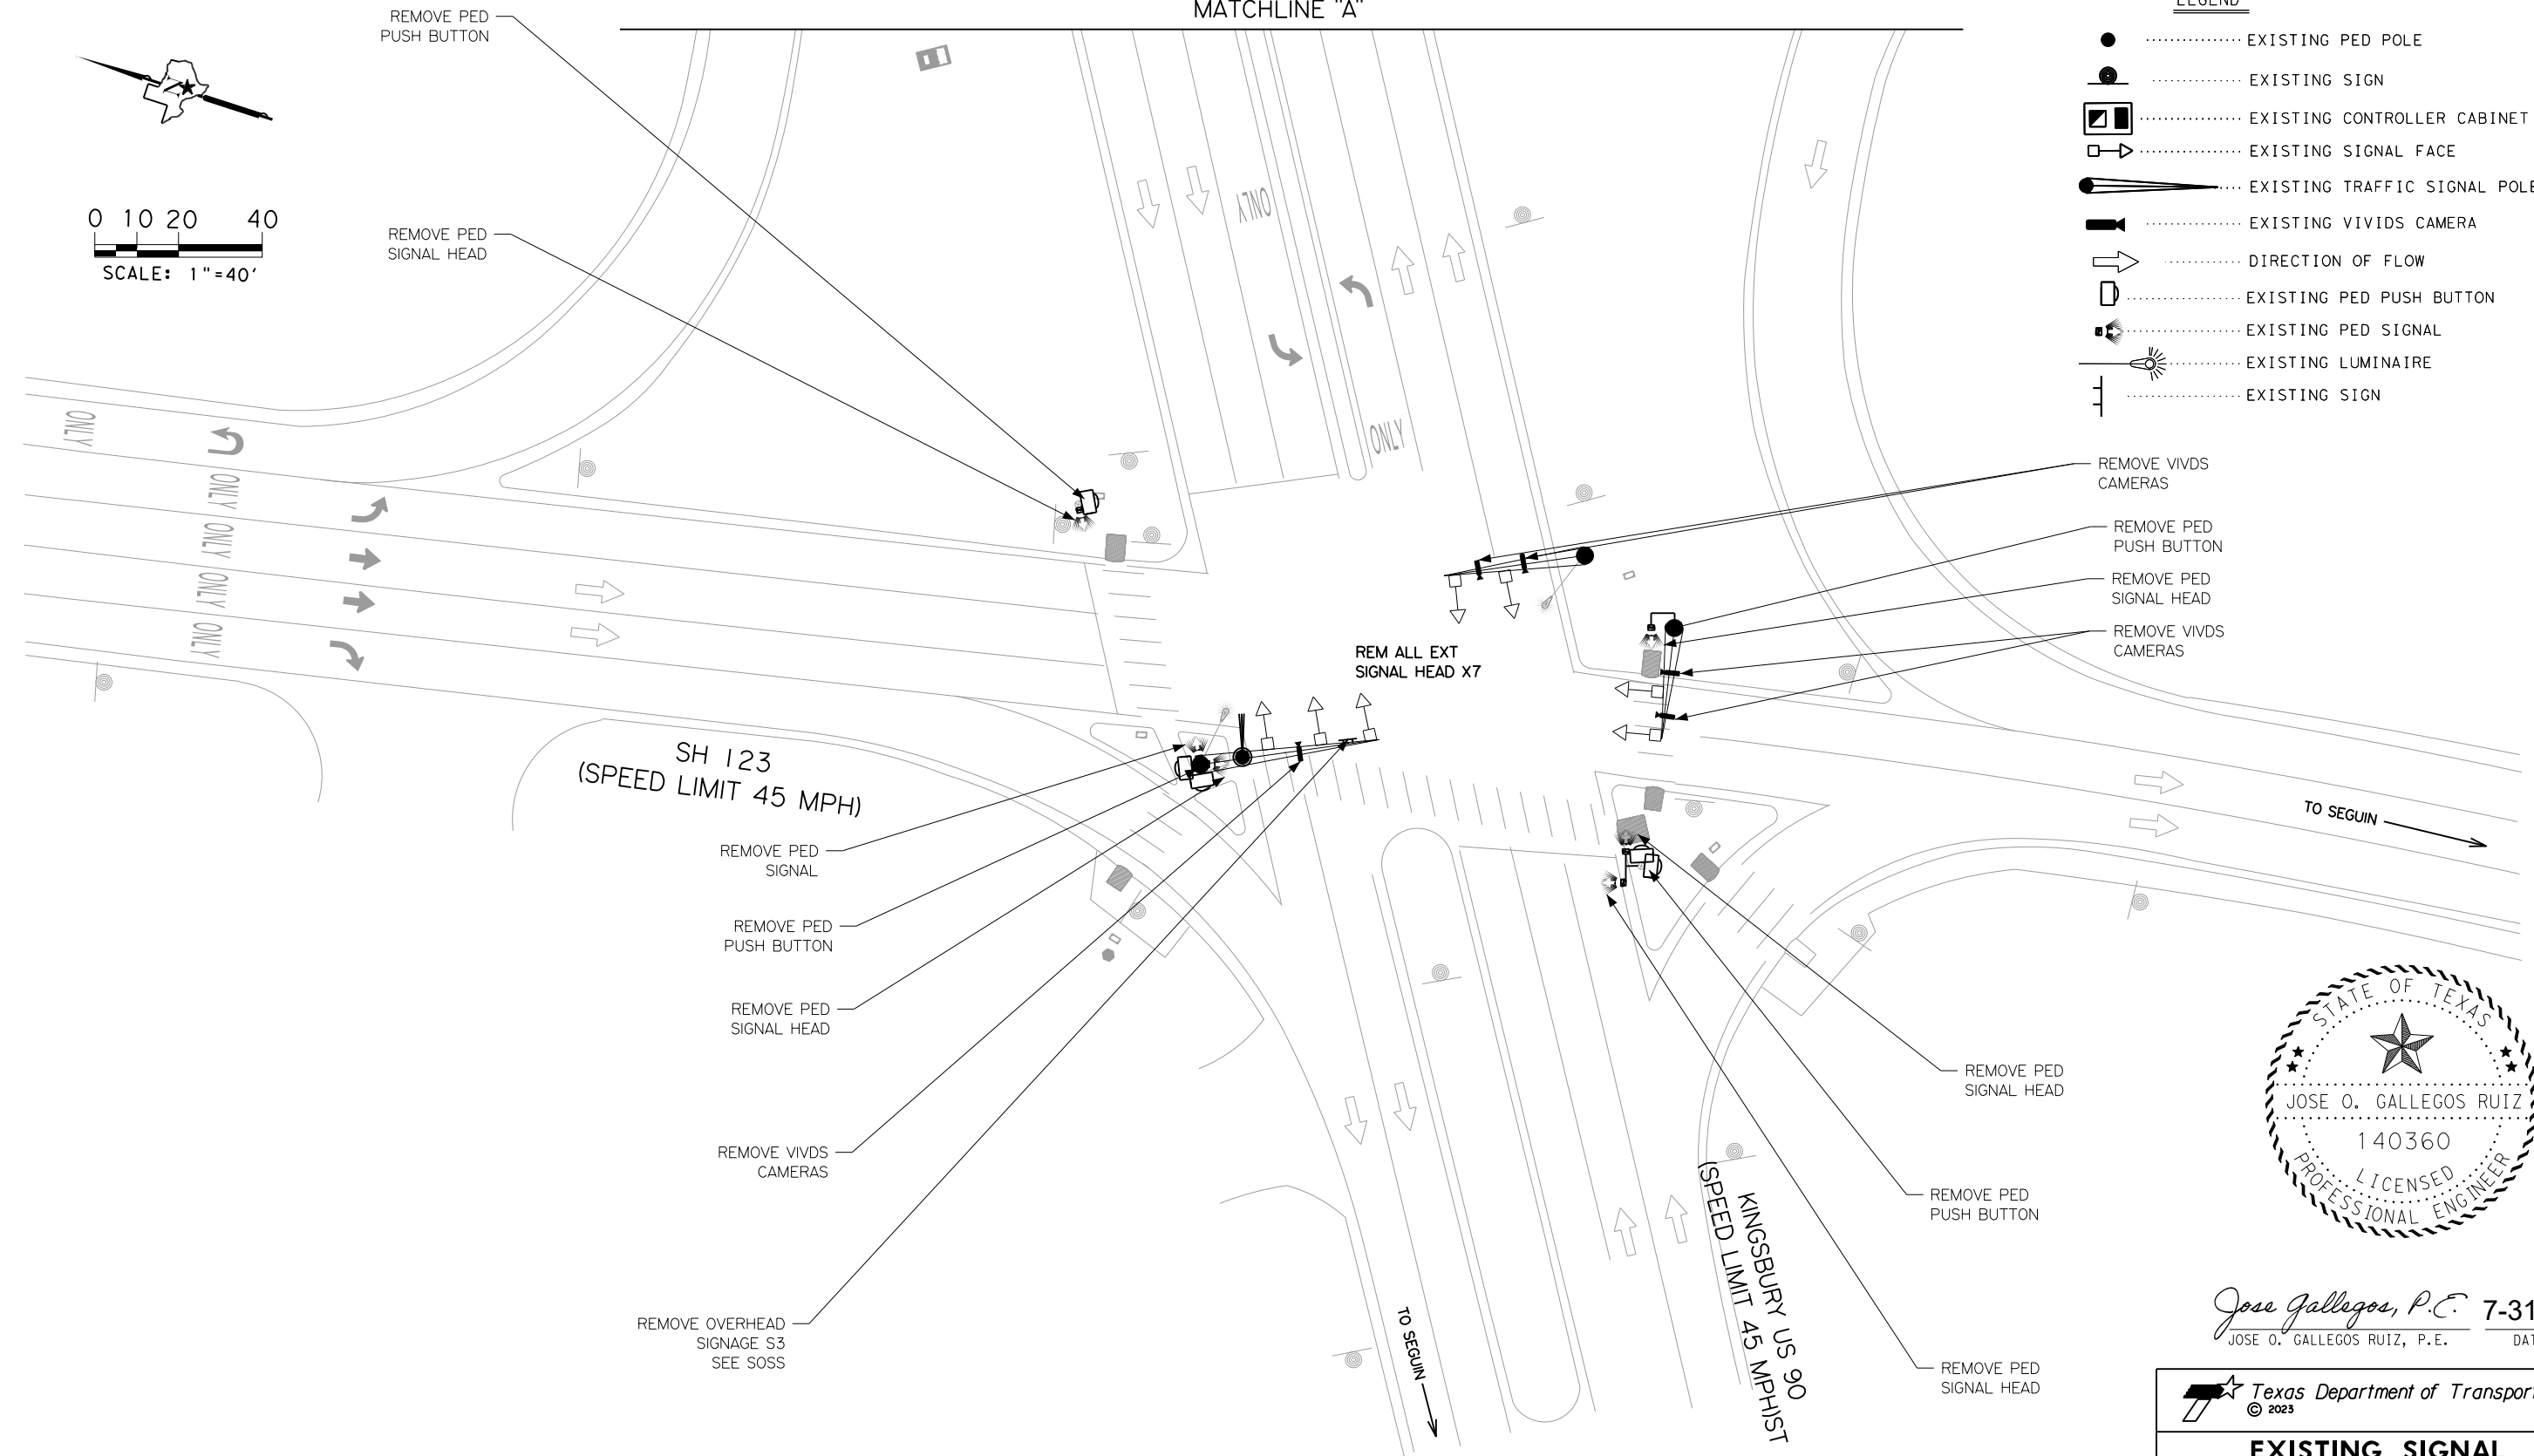 MATCHLINE "A"
REMOVE PED
PUSH BUTTON
0 10 20 40
SCALE: 1"=40'
REMOVE PED
SIGNAL HEAD
LEGEND
EXISTING PED POLE
EXISTING SIGN
EXISTING CONTROLLER CABINET
EXISTING SIGNAL FACE
EXISTING TRAFFIC SIGNAL POLE
EXISTING VIVIDS CAMERA
DIRECTION OF FLOW
EXISTING PED PUSH BUTTON
EXISTING PED SIGNAL
EXISTING LUMINAIRE
EXISTING SIGN
ONLY
ONLY
ONLY
ONLY
ONLY
ONLY
ONLY
REMOVE VIVDS
CAMERAS
REMOVE PED
PUSH BUTTON
REMOVE PED
SIGNAL HEAD
REMOVE VIVDS
CAMERAS
REM ALL EXT
SIGNAL HEAD X7
SH 123
(SPEED LIMIT 45 MPH)
TO SEGUIN
REMOVE PED
SIGNAL
REMOVE PED
PUSH BUTTON
REMOVE PED
SIGNAL HEAD
REMOVE VIVDS
CAMERAS
REMOVE OVERHEAD
SIGNAGE S3
SEE SOSS
TO SEGUIN
KINGSBURY US 90
(SPEED LIMIT 45 MPH)ST
REMOVE PED
SIGNAL HEAD
REMOVE PED
PUSH BUTTON
REMOVE PED
SIGNAL HEAD
STATE OF TEXAS
JOSE O. GALLEGOS RUIZ
140360
LICENSED
PROFESSIONAL ENGINEER
Jose Gallegos, P.E. 7-31
JOSE O. GALLEGOS RUIZ, P.E.
Texas Department of
© 2023
EXISTING SIGNAL